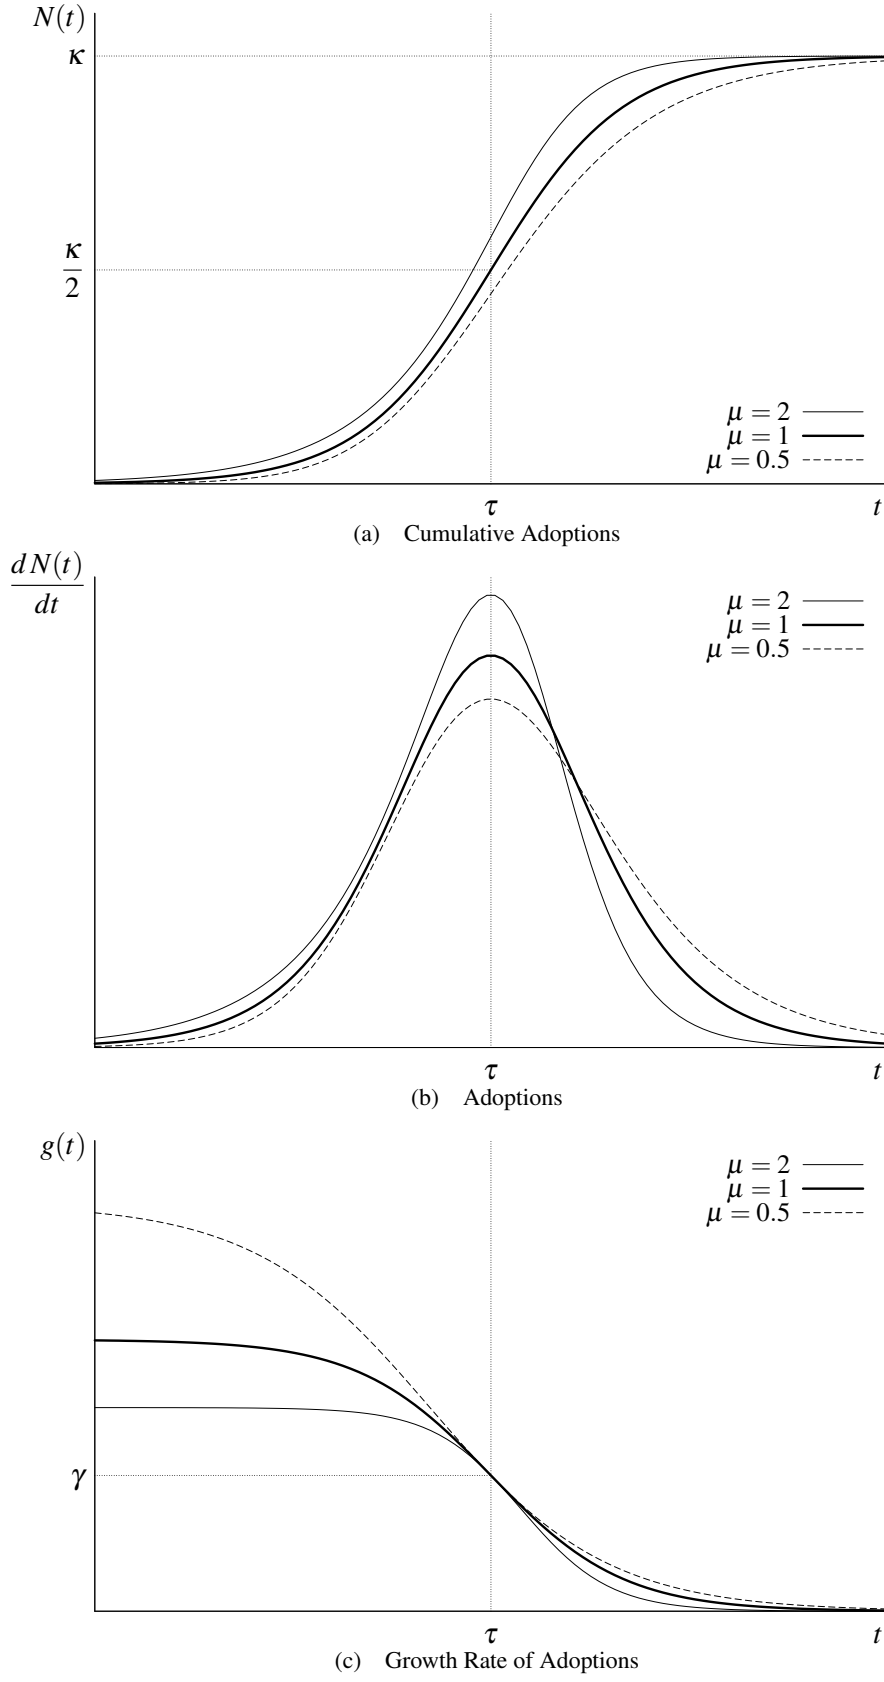 N(t)
κ
κ
2
μ = 2
μ = 1
μ = 0.5
τ
t
(a) Cumulative Adoptions
d N(t)
dt
μ = 2
μ = 1
μ = 0.5
τ
t
(b) Adoptions
g(t)
μ = 2
μ = 1
μ = 0.5
γ
τ
t
(c) Growth Rate of Adoptions